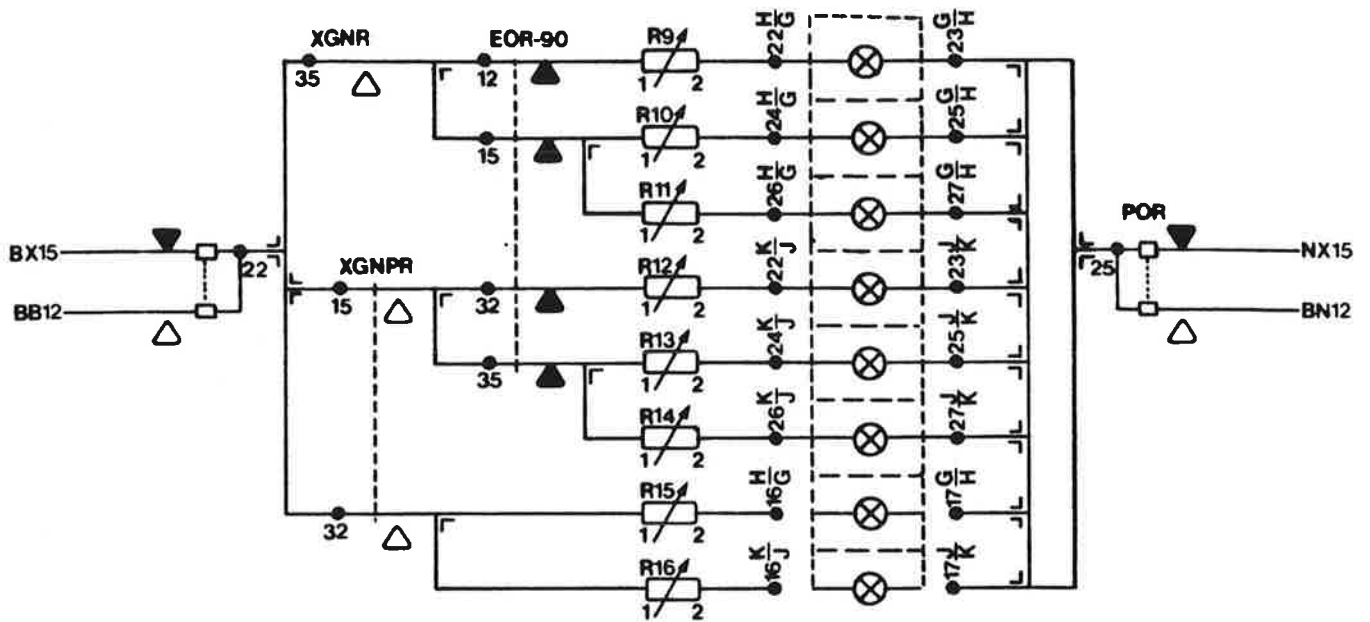 XGNR
EOR-90
35
12
R9
1 2
22 H/G
23 G/H
15
R10
1 2
24 H/G
25 G/H
R11
1 2
26 H/G
27 G/H
BX15
22
BB12
XGNPR
15
32
R12
1 2
22 K/J
23 J/K
POR
25
NX15
BN12
35
R13
1 2
24 K/J
25 J/K
R14
1 2
26 K/J
27 J/K
32
R15
1 2
16 H/G
17 G/H
R16
1 2
16 K/J
17 J/K